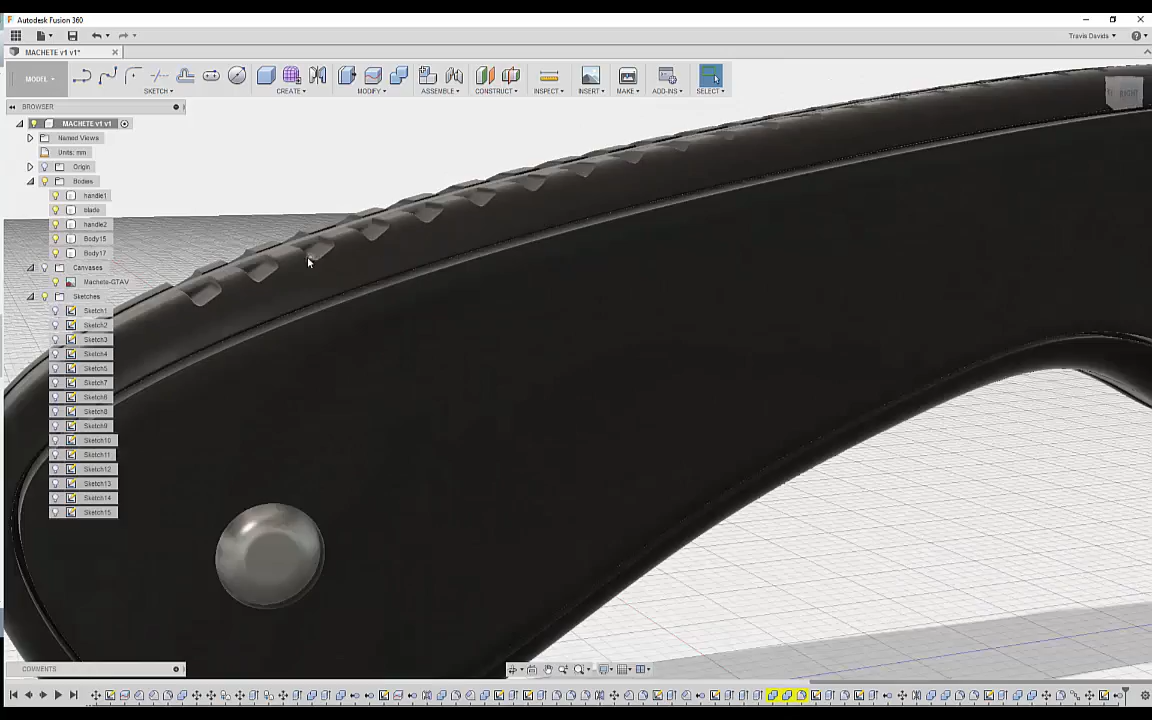 Autodesk Fusion 360
Travis Davids
MACHETE v1 v1*
MODEL
SKETCH
CREATE
MODIFY
ASSEMBLE
CONSTRUCT
INSPECT
INSERT
MAKE
ADD-INS
SELECT
BROWSER
MACHETE v1 v1
Named Views
Units: mm
Origin
Bodies
handle1
blade
handle2
Body15
Body17
Canvases
Machete-GTAV
Sketches
Sketch1
Sketch2
Sketch3
Sketch4
Sketch5
Sketch7
Sketch6
Sketch8
Sketch9
Sketch10
Sketch11
Sketch12
Sketch13
Sketch14
Sketch15
RIGHT
COMMENTS